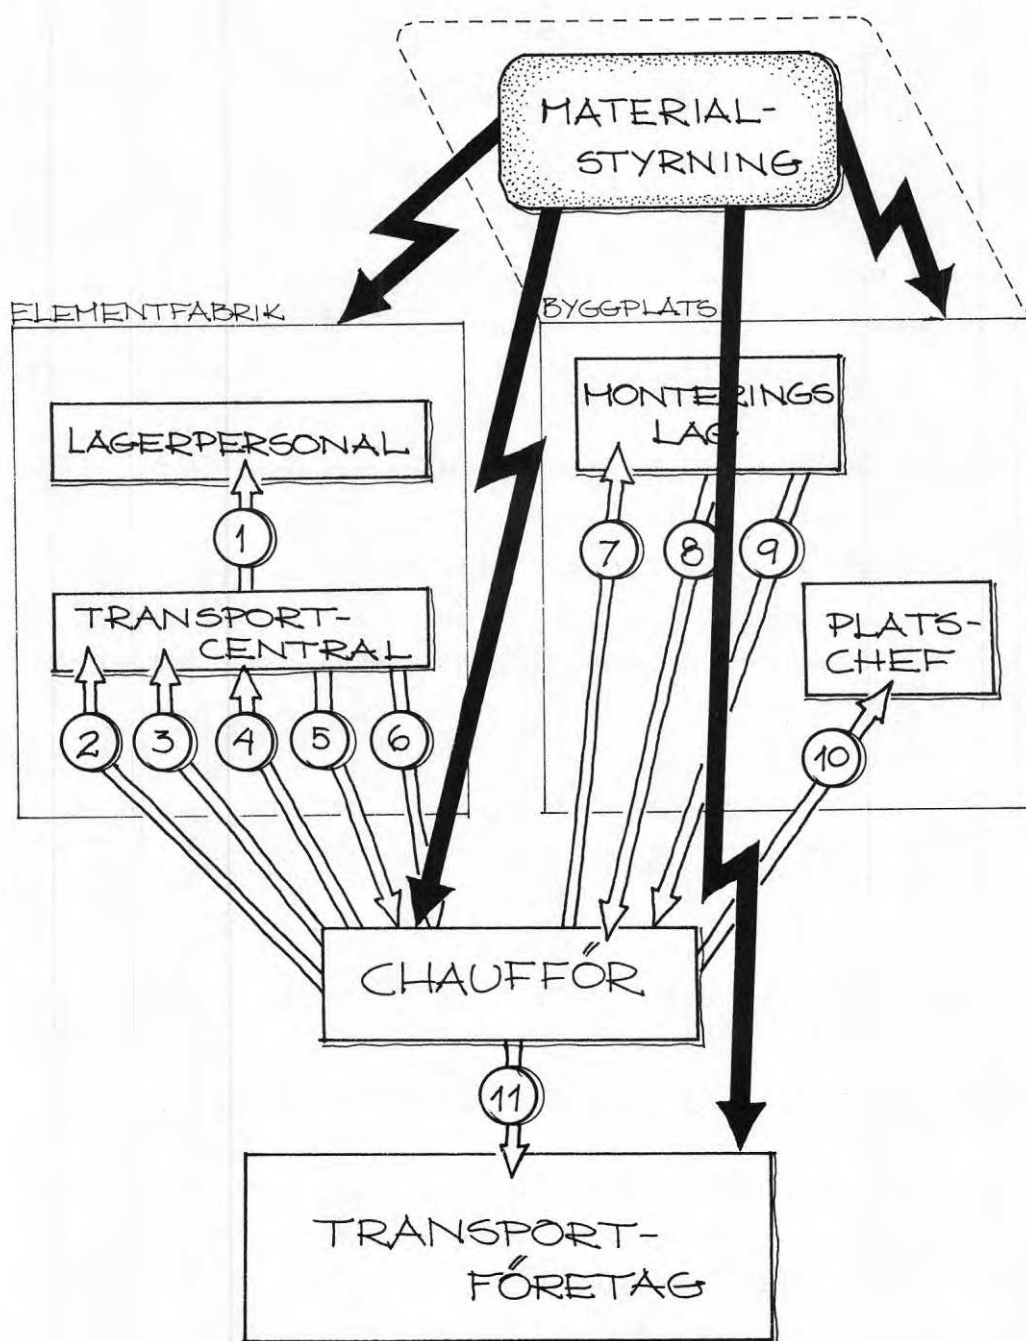 MATERIAL-
STYRNING
ELEMENTFABRIK
BYGGPLATS
LAGERPERSONAL
MONTERINGS
LAG
1
7
8
9
TRANSPORT-
CENTRAL
PLATS-
CHEF
2
3
4
5
6
10
CHAUFFÖR
11
TRANSPORT-
FÖRETAG